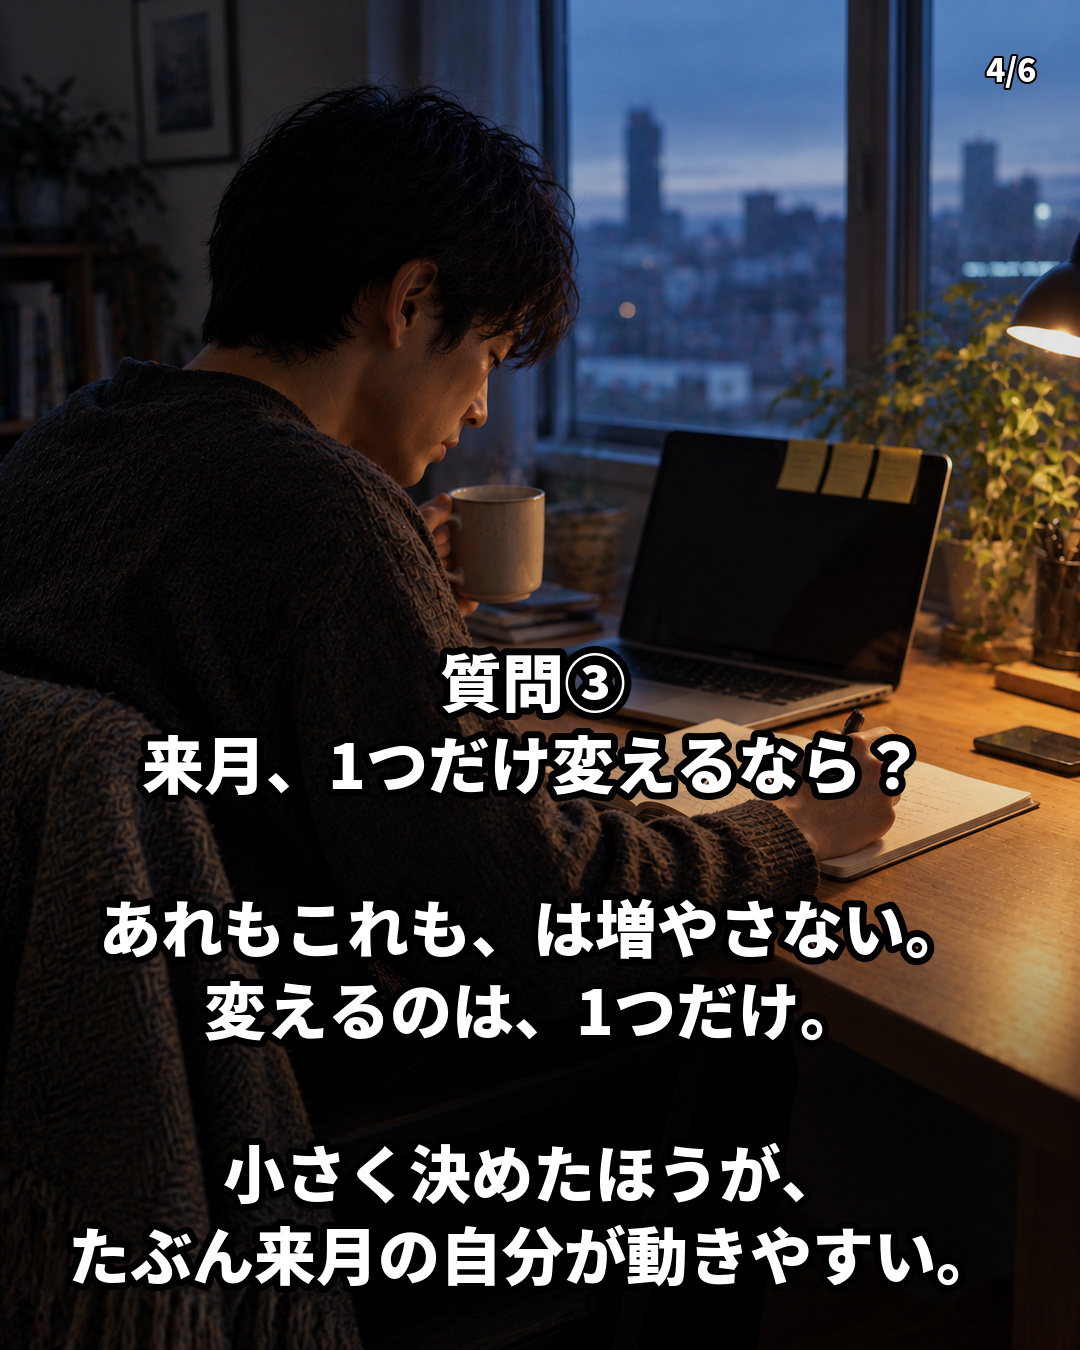 4/6
質問③
来月、1つだけ変えるなら？
あれもこれも、は増やさない。
変えるのは、1つだけ。
小さく決めたほうが、
たぶん来月の自分が動きやすい。